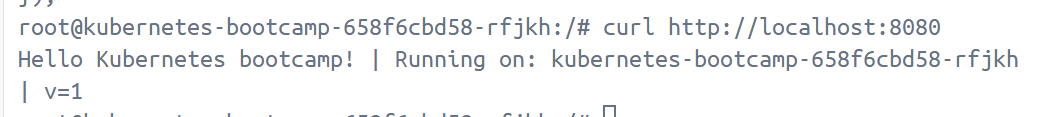 root@kubernetes-bootcamp-658f6cbd58-rfjkh:/# curl http://localhost:8080
Hello Kubernetes bootcamp! | Running on: kubernetes-bootcamp-658f6cbd58-rfjkh
| v=1